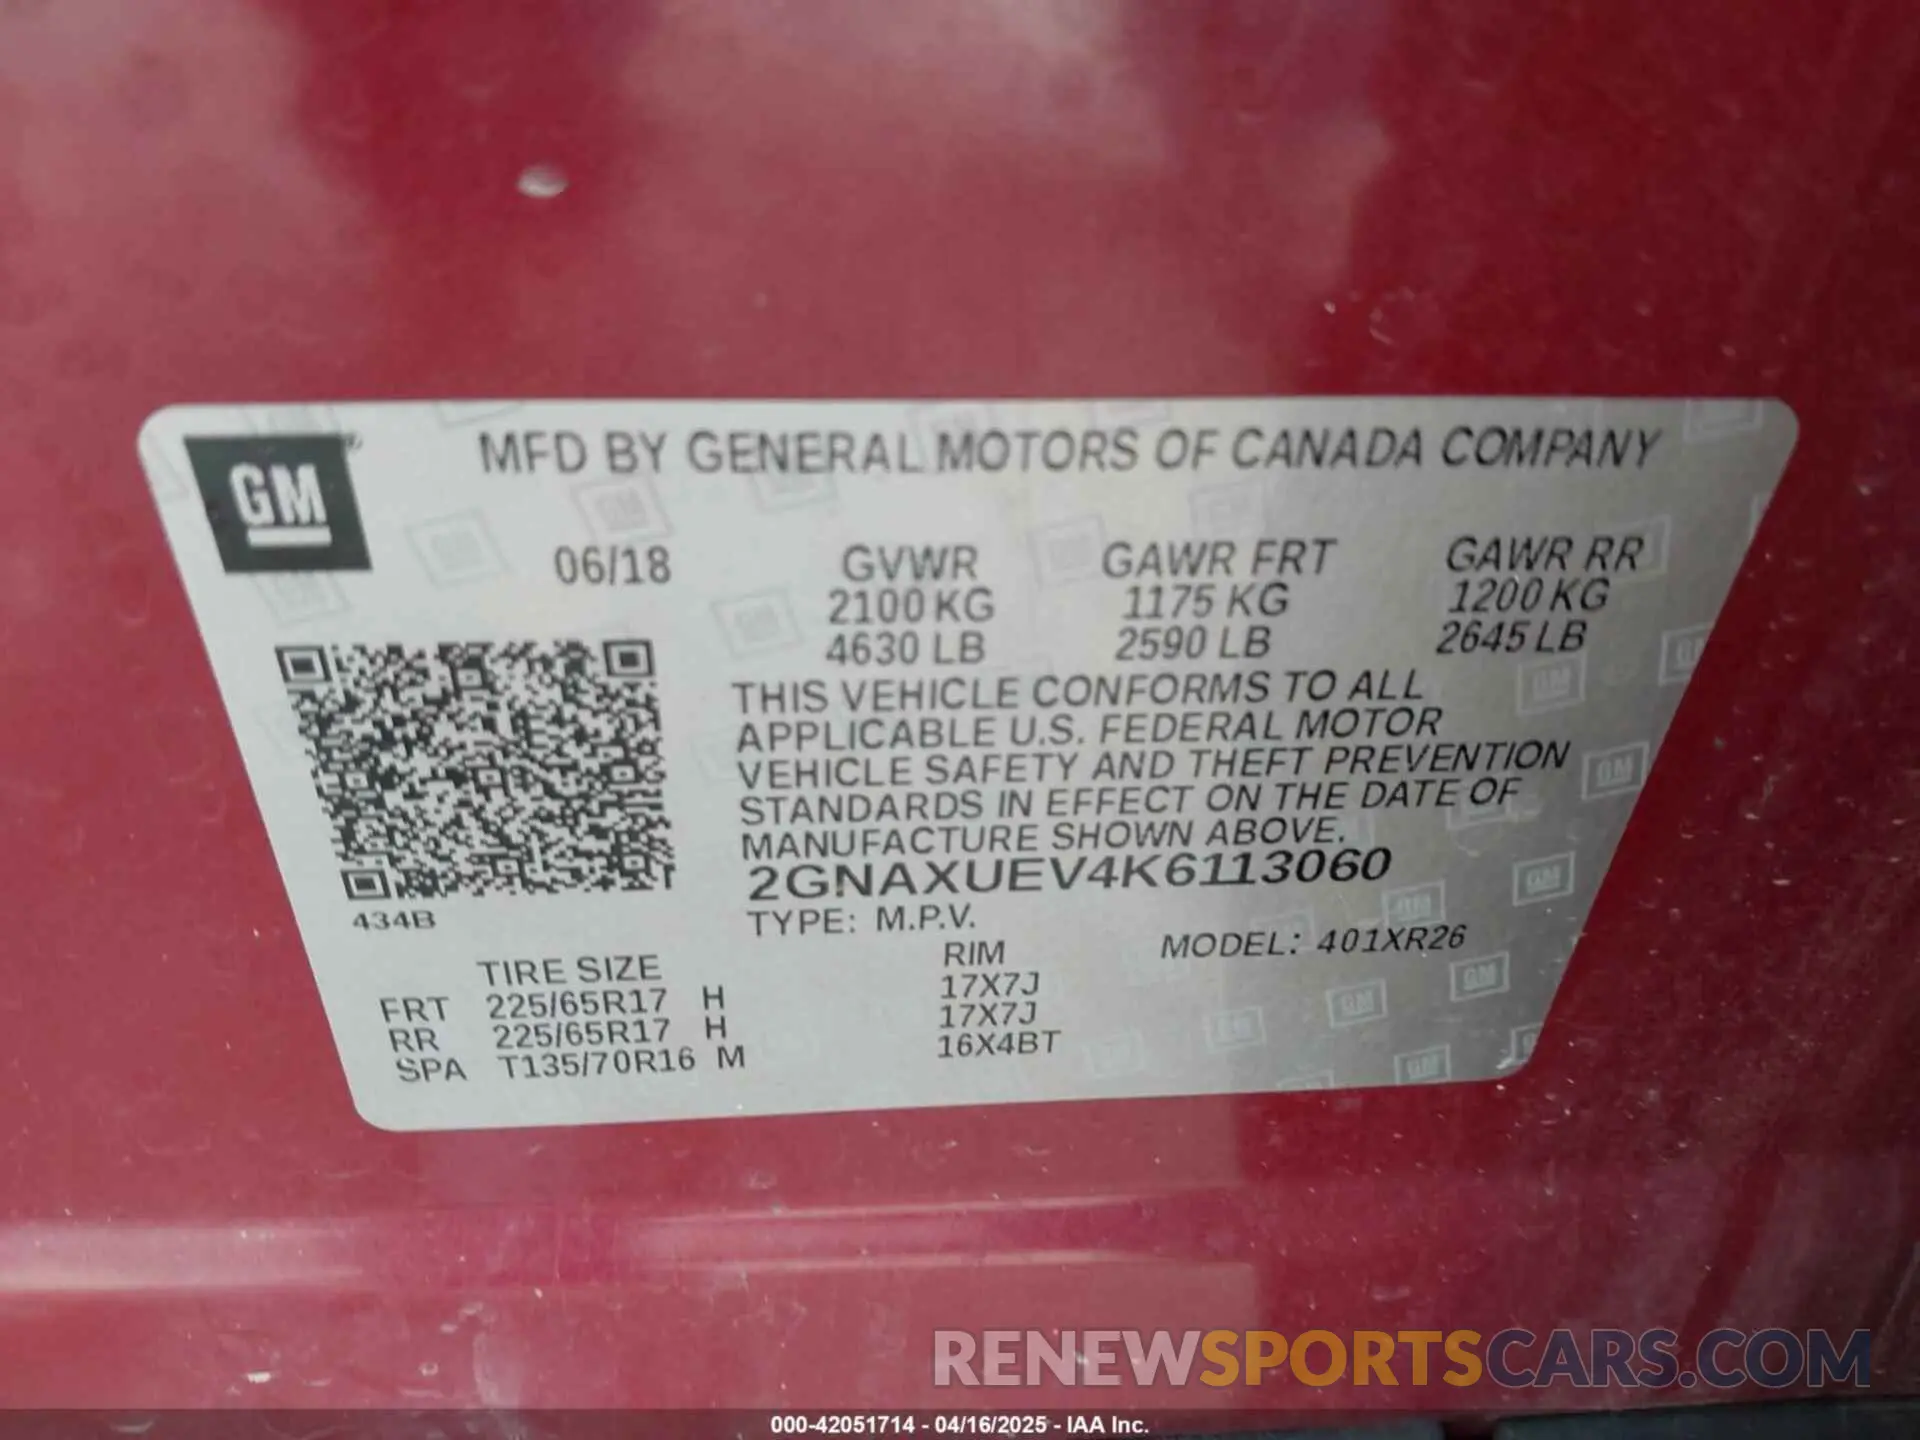 GM
MFD BY GENERAL MOTORS OF CANADA COMPANY
06/18 GVWR GAWR FRT GAWR RR
2100 KG 1175 KG 1200 KG
4630 LB 2590 LB 2645 LB
THIS VEHICLE CONFORMS TO ALL
APPLICABLE U.S. FEDERAL MOTOR
VEHICLE SAFETY AND THEFT PREVENTION
STANDARDS IN EFFECT ON THE DATE OF
MANUFACTURE SHOWN ABOVE.
2GNAXUEV4K6113060
434B TYPE: M.P.V. MODEL: 401XR26
TIRE SIZE RIM
FRT 225/65R17 H 17X7J
RR 225/65R17 H 17X7J
SPA T135/70R16 M 16X4BT
RENEWSPORTSCARS.COM
000-42051714 - 04/16/2025 - IAA Inc.